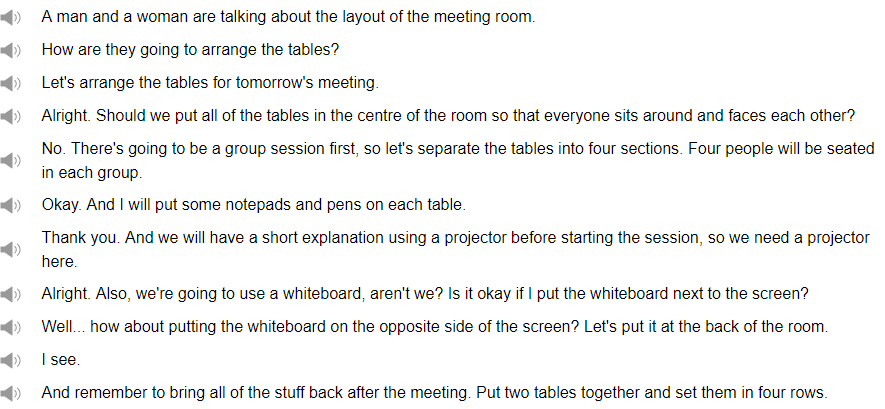 A man and a woman are talking about the layout of the meeting room.
How are they going to arrange the tables?
Let's arrange the tables for tomorrow's meeting.
Alright. Should we put all of the tables in the centre of the room so that everyone sits around and faces each other?
No. There's going to be a group session first, so let's separate the tables into four sections. Four people will be seated
in each group.
Okay. And I will put some notepads and pens on each table.
Thank you. And we will have a short explanation using a projector before starting the session, so we need a projector
here.
Alright. Also, we're going to use a whiteboard, aren't we? Is it okay if I put the whiteboard next to the screen?
Well... how about putting the whiteboard on the opposite side of the screen? Let's put it at the back of the room.
I see.
And remember to bring all of the stuff back after the meeting. Put two tables together and set them in four rows.